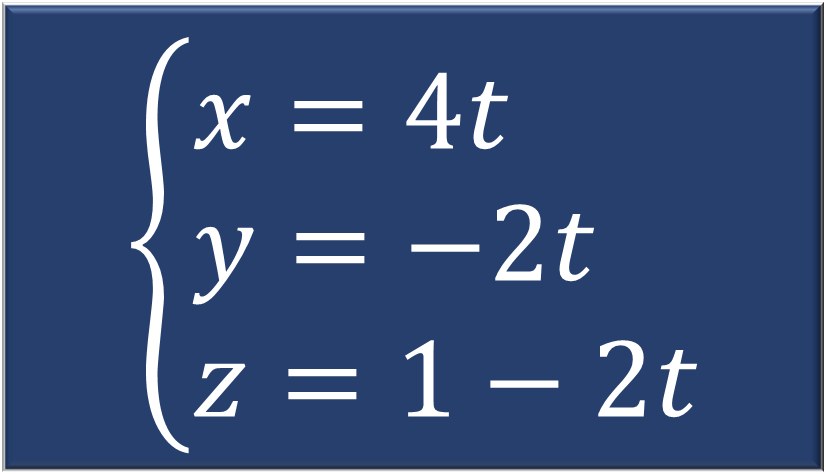 x = 4t
y = −2t
z = 1 − 2t